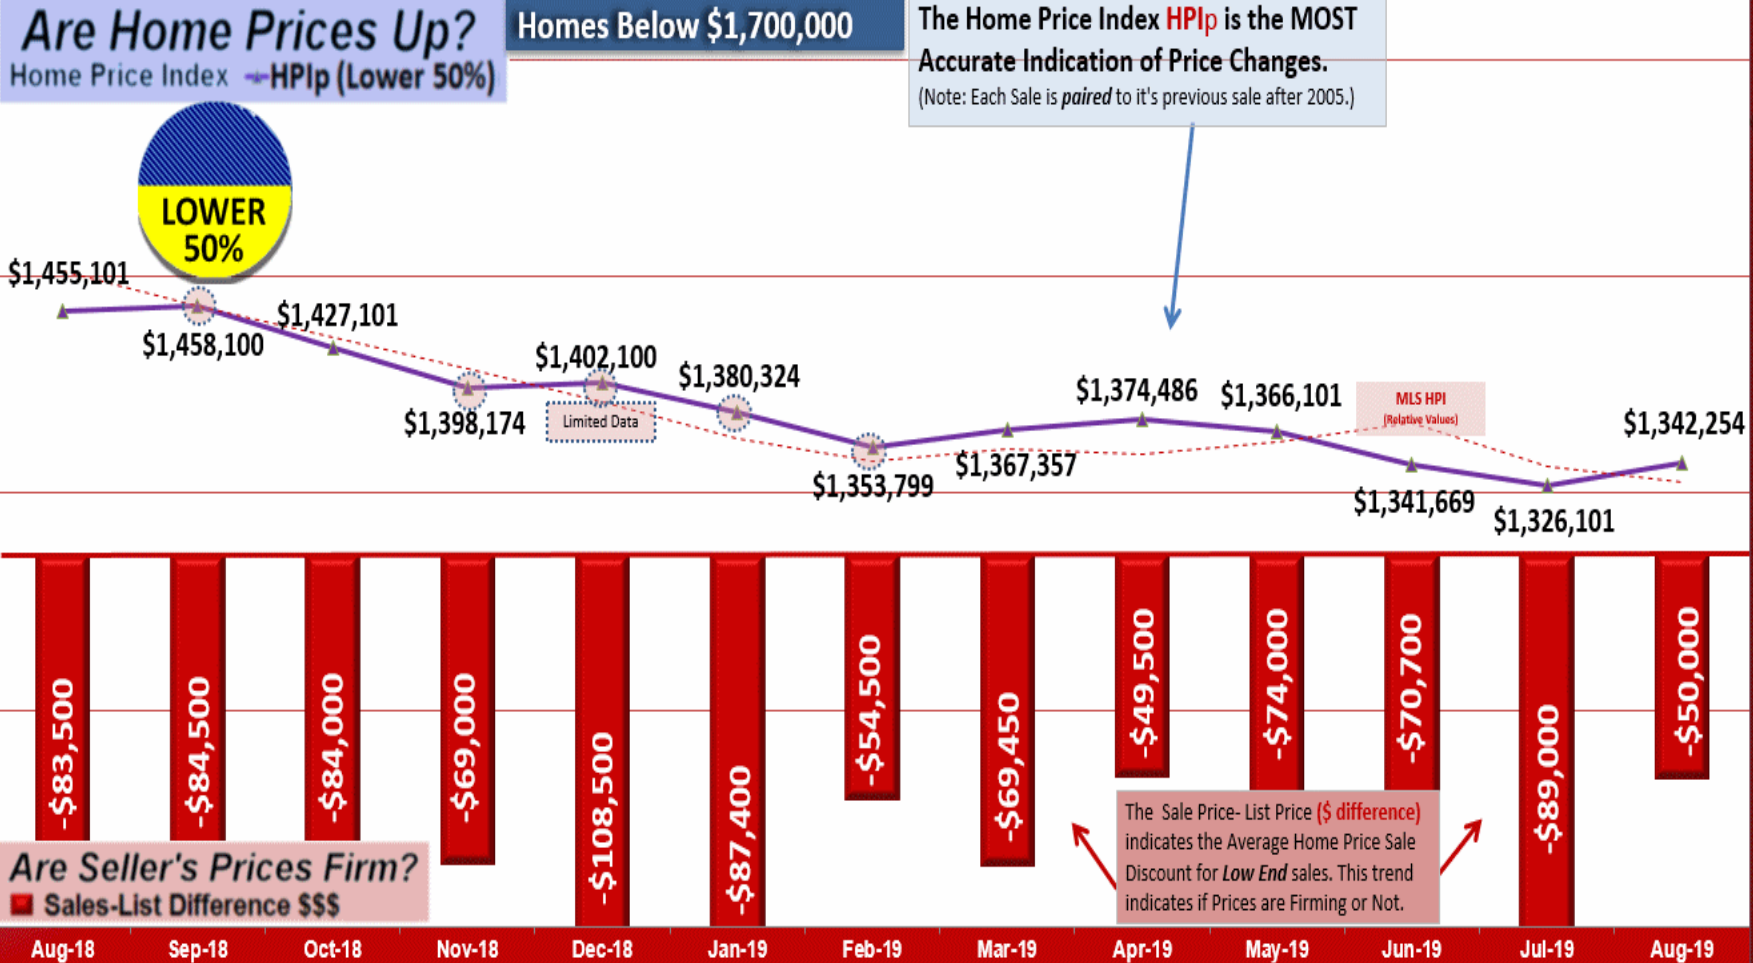 Are Home Prices Up?
Home Price Index HPIp (Lower 50%)
Homes Below $1,700,000
The Home Price Index HPIp is the MOST
Accurate Indication of Price Changes.
(Note: Each Sale is paired to it's previous sale after 2005.)
LOWER
50%
$1,455,101
$1,458,100
$1,427,101
$1,398,174
$1,402,100
Limited Data
$1,380,324
$1,353,799
$1,367,357
$1,374,486
$1,366,101
MLS HPI
(Relative Values)
$1,341,669
$1,326,101
$1,342,254
-$83,500
-$84,500
-$84,000
-$69,000
-$108,500
-$87,400
-$54,500
-$69,450
-$49,500
-$74,000
-$70,700
-$89,000
-$50,000
The Sale Price- List Price ($ difference)
indicates the Average Home Price Sale
Discount for Low End sales. This trend
indicates if Prices are Firming or Not.
Are Seller's Prices Firm?
Sales-List Difference $$$
Aug-18 Sep-18 Oct-18 Nov-18 Dec-18 Jan-19 Feb-19 Mar-19 Apr-19 May-19 Jun-19 Jul-19 Aug-19